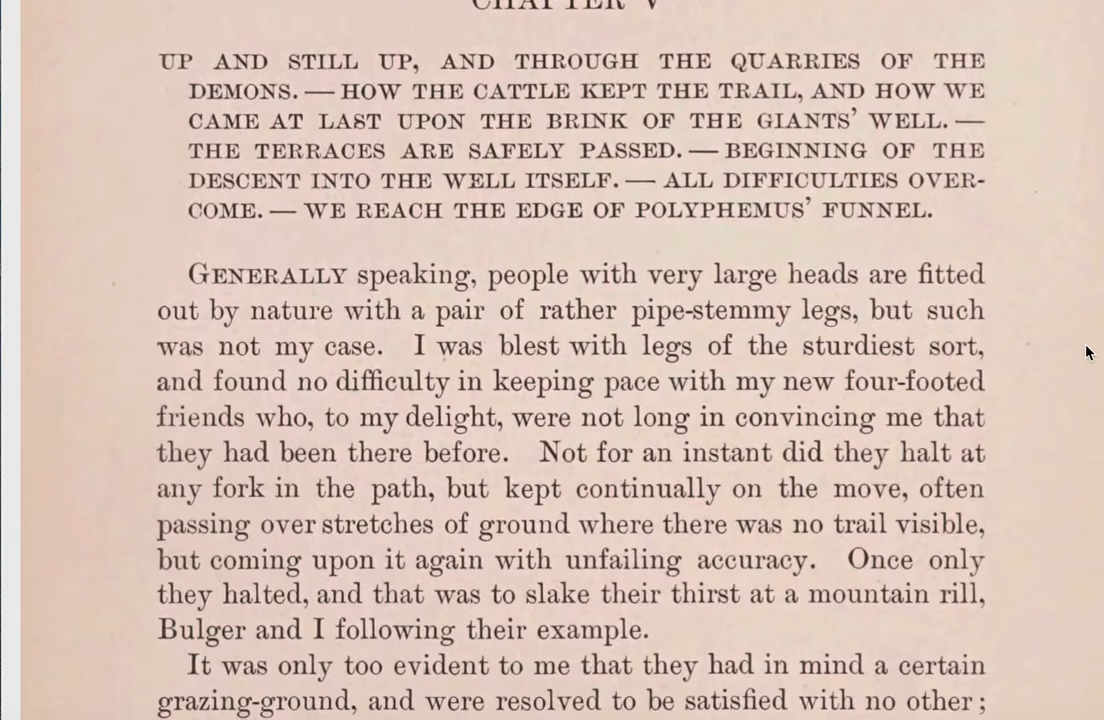 CHAPTER V
UP AND STILL UP, AND THROUGH THE QUARRIES OF THE
DEMONS. — HOW THE CATTLE KEPT THE TRAIL, AND HOW WE
CAME AT LAST UPON THE BRINK OF THE GIANTS' WELL. —
THE TERRACES ARE SAFELY PASSED. — BEGINNING OF THE
DESCENT INTO THE WELL ITSELF. — ALL DIFFICULTIES OVER-
COME. — WE REACH THE EDGE OF POLYPHEMUS' FUNNEL.
GENERALLY speaking, people with very large heads are fitted
out by nature with a pair of rather pipe-stemmy legs, but such
was not my case. I was blest with legs of the sturdiest sort,
and found no difficulty in keeping pace with my new four-footed
friends who, to my delight, were not long in convincing me that
they had been there before. Not for an instant did they halt at
any fork in the path, but kept continually on the move, often
passing over stretches of ground where there was no trail visible,
but coming upon it again with unfailing accuracy. Once only
they halted, and that was to slake their thirst at a mountain rill,
Bulger and I following their example.
It was only too evident to me that they had in mind a certain
grazing-ground, and were resolved to be satisfied with no other;